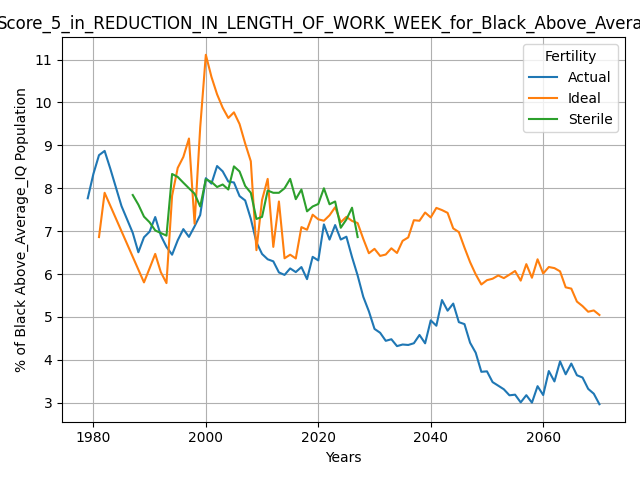 Score_5_in_REDUCTION_IN_LENGTH_OF_WORK_WEEK_for_Black_Above_Avera
% of Black Above_Average_IQ Population
11
10
9
8
7
6
5
4
3
1980
2000
2020
2040
2060
Years
Fertility
Actual
Ideal
Sterile